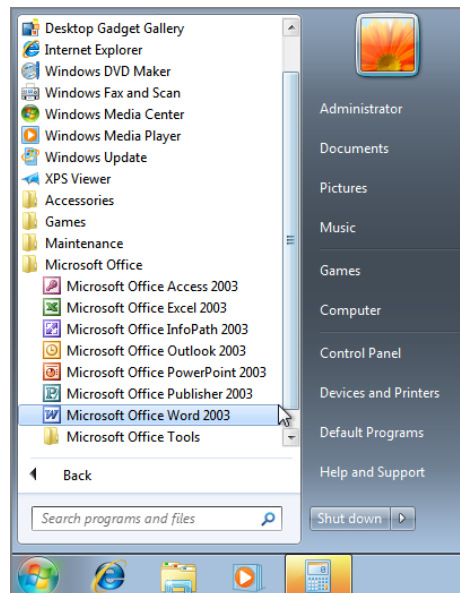 Desktop Gadget Gallery
Internet Explorer
Windows DVD Maker
Windows Fax and Scan
Windows Media Center
Windows Media Player
Windows Update
XPS Viewer
Accessories
Games
Maintenance
Microsoft Office
Microsoft Office Access 2003
Microsoft Office Excel 2003
Microsoft Office InfoPath 2003
Microsoft Office Outlook 2003
Microsoft Office PowerPoint 2003
Microsoft Office Publisher 2003
Microsoft Office Word 2003
Microsoft Office Tools
Back
Search programs and files
Administrator
Documents
Pictures
Music
Games
Computer
Control Panel
Devices and Printers
Default Programs
Help and Support
Shut down